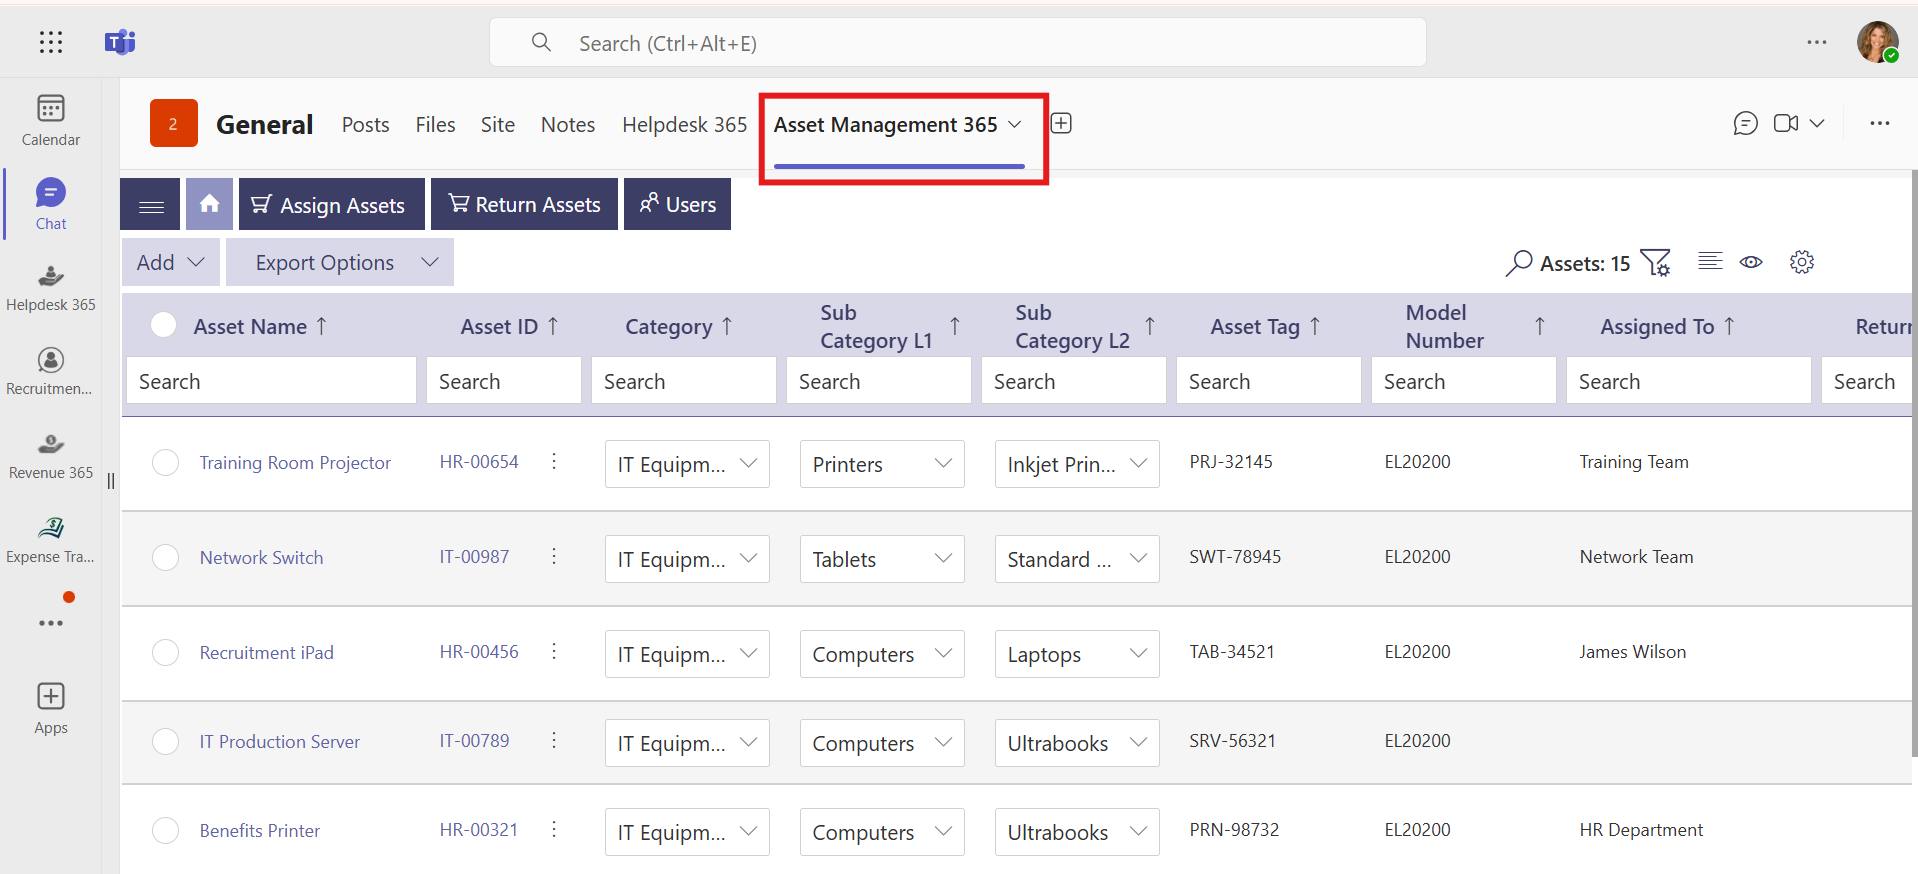 Search (Ctrl+Alt+E)
2 General Posts Files Site Notes Helpdesk 365 Asset Management 365
Calendar
Chat
Helpdesk 365
Recruitmen...
Revenue 365
Expense Tra...
Apps
Assign Assets Return Assets Users
Add Export Options Assets: 15
Asset Name ↑ Asset ID ↑ Category ↑ Sub Category L1 ↑ Sub Category L2 ↑ Asset Tag ↑ Model Number ↑ Assigned To ↑ Return
Search Search Search Search Search Search Search Search Search
Training Room Projector HR-00654 IT Equipm... Printers Inkjet Prin... PRJ-32145 EL20200 Training Team
Network Switch IT-00987 IT Equipm... Tablets Standard ... SWT-78945 EL20200 Network Team
Recruitment iPad HR-00456 IT Equipm... Computers Laptops TAB-34521 EL20200 James Wilson
IT Production Server IT-00789 IT Equipm... Computers Ultrabooks SRV-56321 EL20200
Benefits Printer HR-00321 IT Equipm... Computers Ultrabooks PRN-98732 EL20200 HR Department